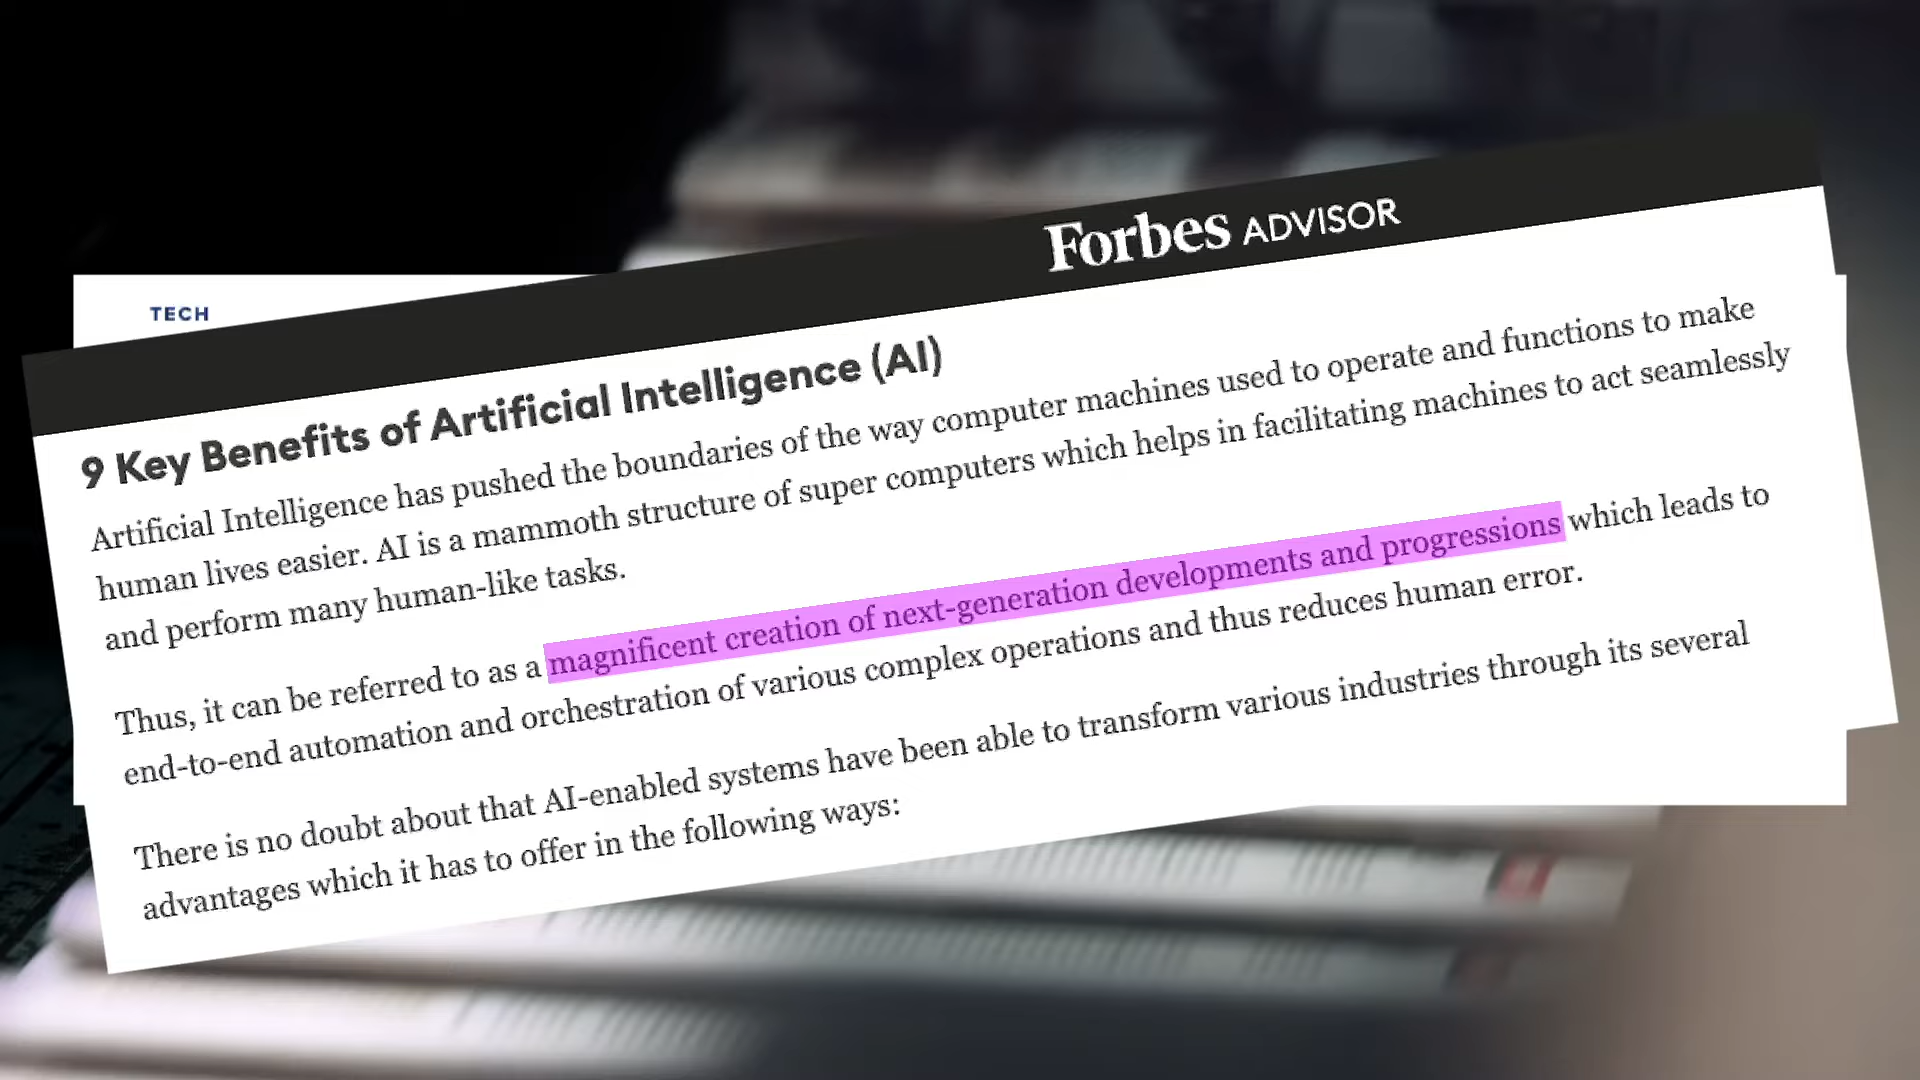 TECH
Forbes ADVISOR
9 Key Benefits of Artificial Intelligence (AI)
Artificial Intelligence has pushed the boundaries of the way computer machines used to operate and functions to make
human lives easier. AI is a mammoth structure of super computers which helps in facilitating machines to act seamlessly
and perform many human-like tasks.
Thus, it can be referred to as a magnificent creation of next-generation developments and progressions which leads to
end-to-end automation and orchestration of various complex operations and thus reduces human error.
There is no doubt about that AI-enabled systems have been able to transform various industries through its several
advantages which it has to offer in the following ways: